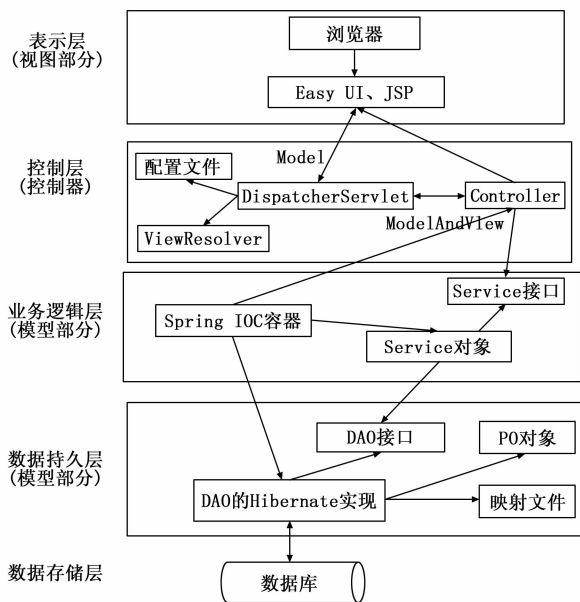 表示层
(视图部分)
浏览器
Easy UI、JSP
控制层
(控制器)
配置文件
Model
DispatcherServlet
Controller
ModelAndVlew
ViewResolver
业务逻辑层
(模型部分)
Service接口
Spring IOC容器
Service对象
数据持久层
(模型部分)
DAO接口
PO对象
DAO的Hibernate实现
映射文件
数据存储层
数据库